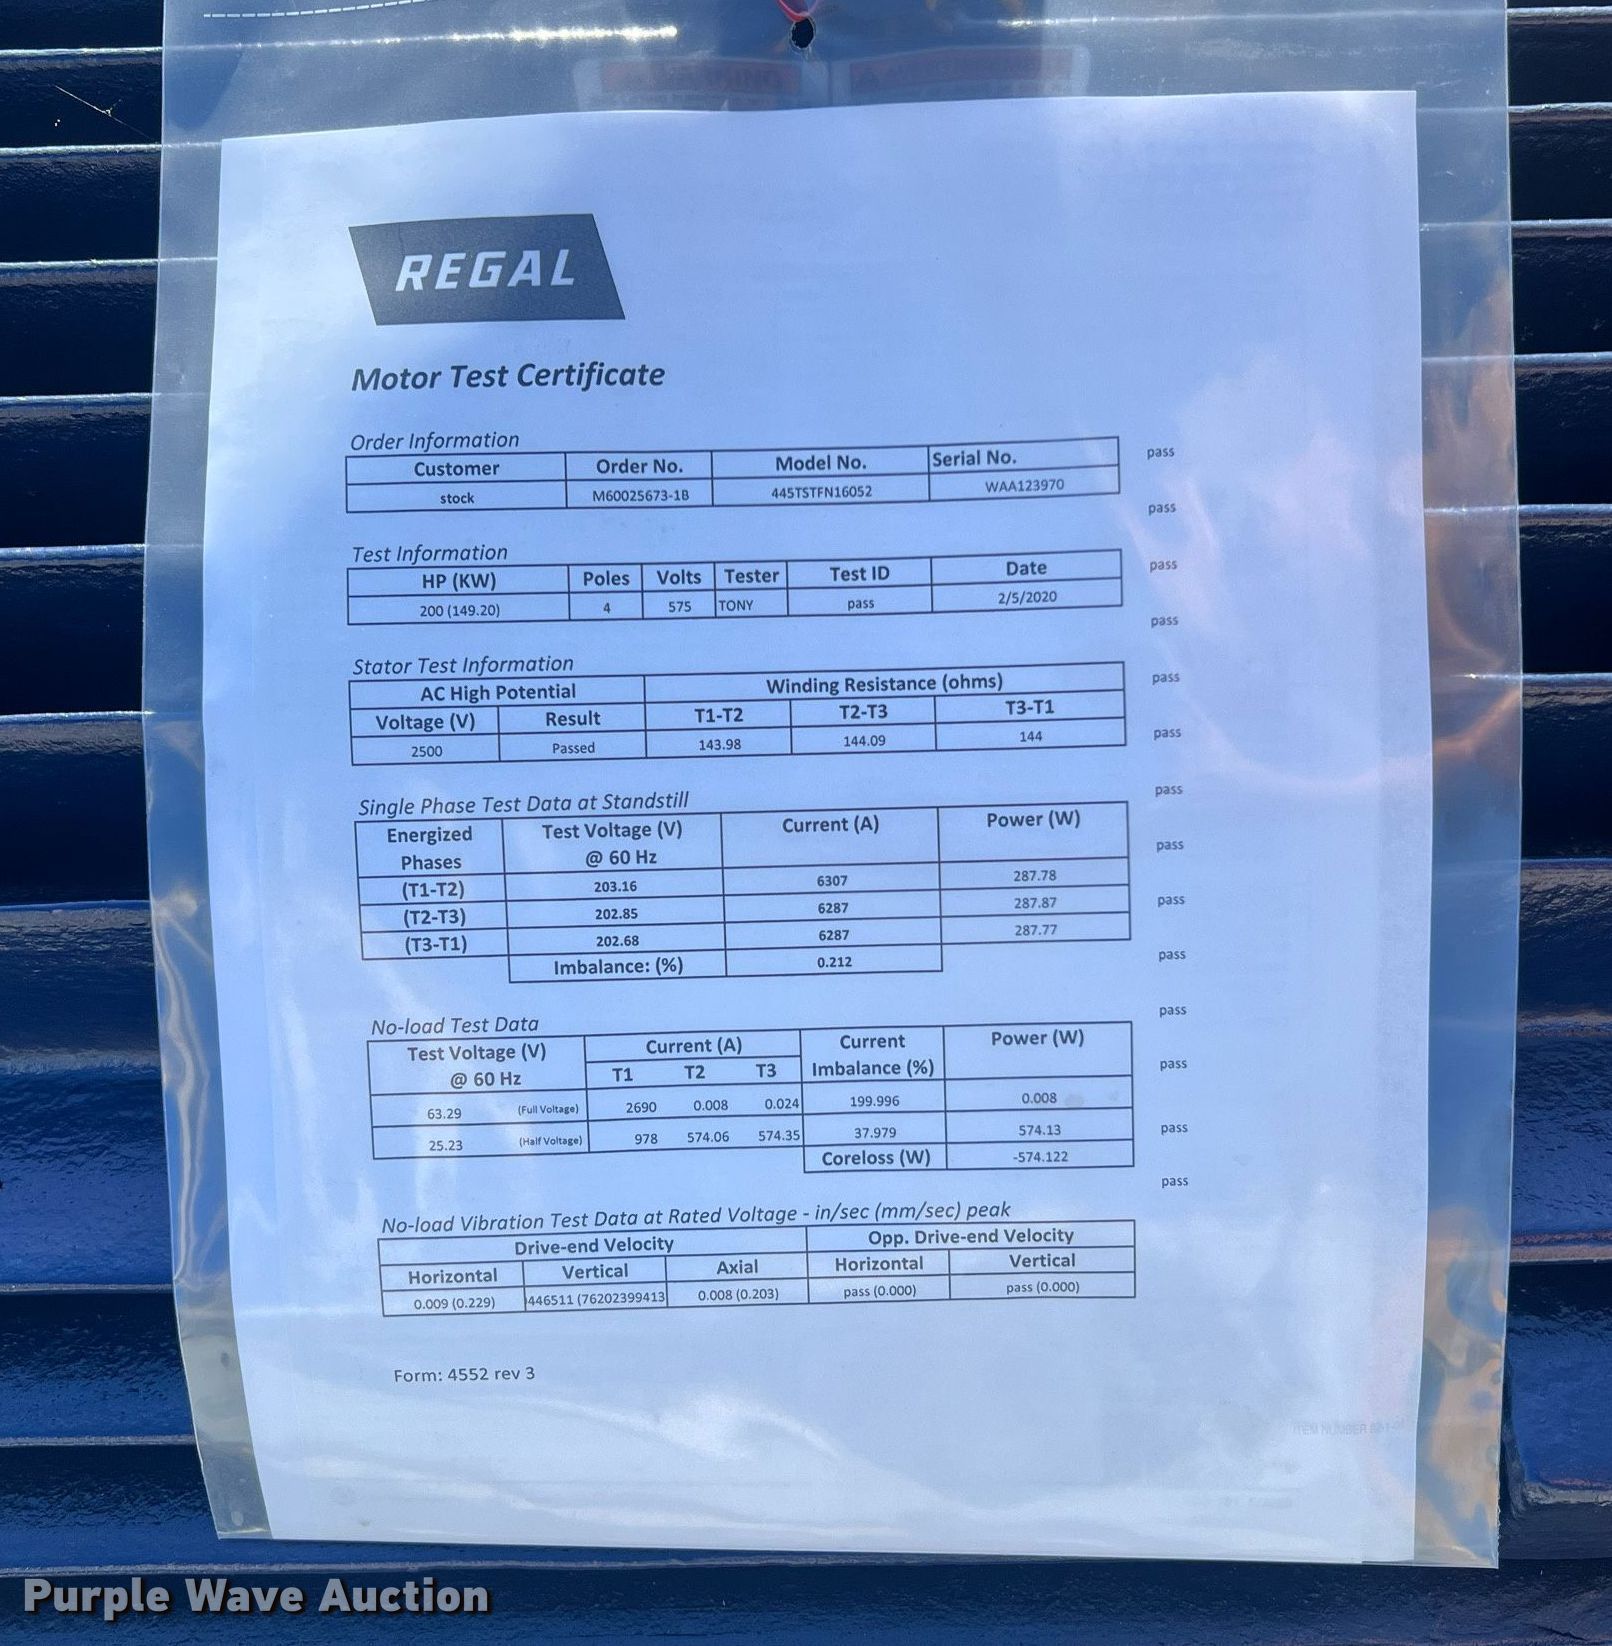 REGAL
Motor Test Certificate
Order Information
Customer Order No. Model No. Serial No.
stock M60025673-1B 445TSTFN16052 WAA123970
pass
pass
Test Information
HP (KW) Poles Volts Tester Test ID Date
200 (149.20) 4 575 TONY pass 2/5/2020
pass
pass
Stator Test Information
AC High Potential Winding Resistance (ohms)
Voltage (V) Result T1-T2 T2-T3 T3-T1
2500 Passed 143.98 144.09 144
pass
pass
Single Phase Test Data at Standstill
pass
Energized Test Voltage (V) Current (A) Power (W)
Phases @ 60 Hz
pass
(T1-T2) 203.16 6307 287.78
(T2-T3) 202.85 6287 287.87
pass
(T3-T1) 202.68 6287 287.77
Imbalance: (%) 0.212
pass
No-load Test Data
pass
Test Voltage (V) Current (A) Current Power (W)
@ 60 Hz T1 T2 T3 Imbalance (%)
pass
63.29 (Full Voltage) 2690 0.008 0.024 199.996 0.008
25.23 (Half Voltage) 978 574.06 574.35 37.979 574.13
pass
Coreloss (W) -574.122
pass
No-load Vibration Test Data at Rated Voltage - in/sec (mm/sec) peak
Drive-end Velocity Opp. Drive-end Velocity
Horizontal Vertical Axial Horizontal Vertical
0.009 (0.229) 446511 (76202399413 0.008 (0.203) pass (0.000) pass (0.000)
Form: 4552 rev 3
ITEM NUMBER
Purple Wave Auction